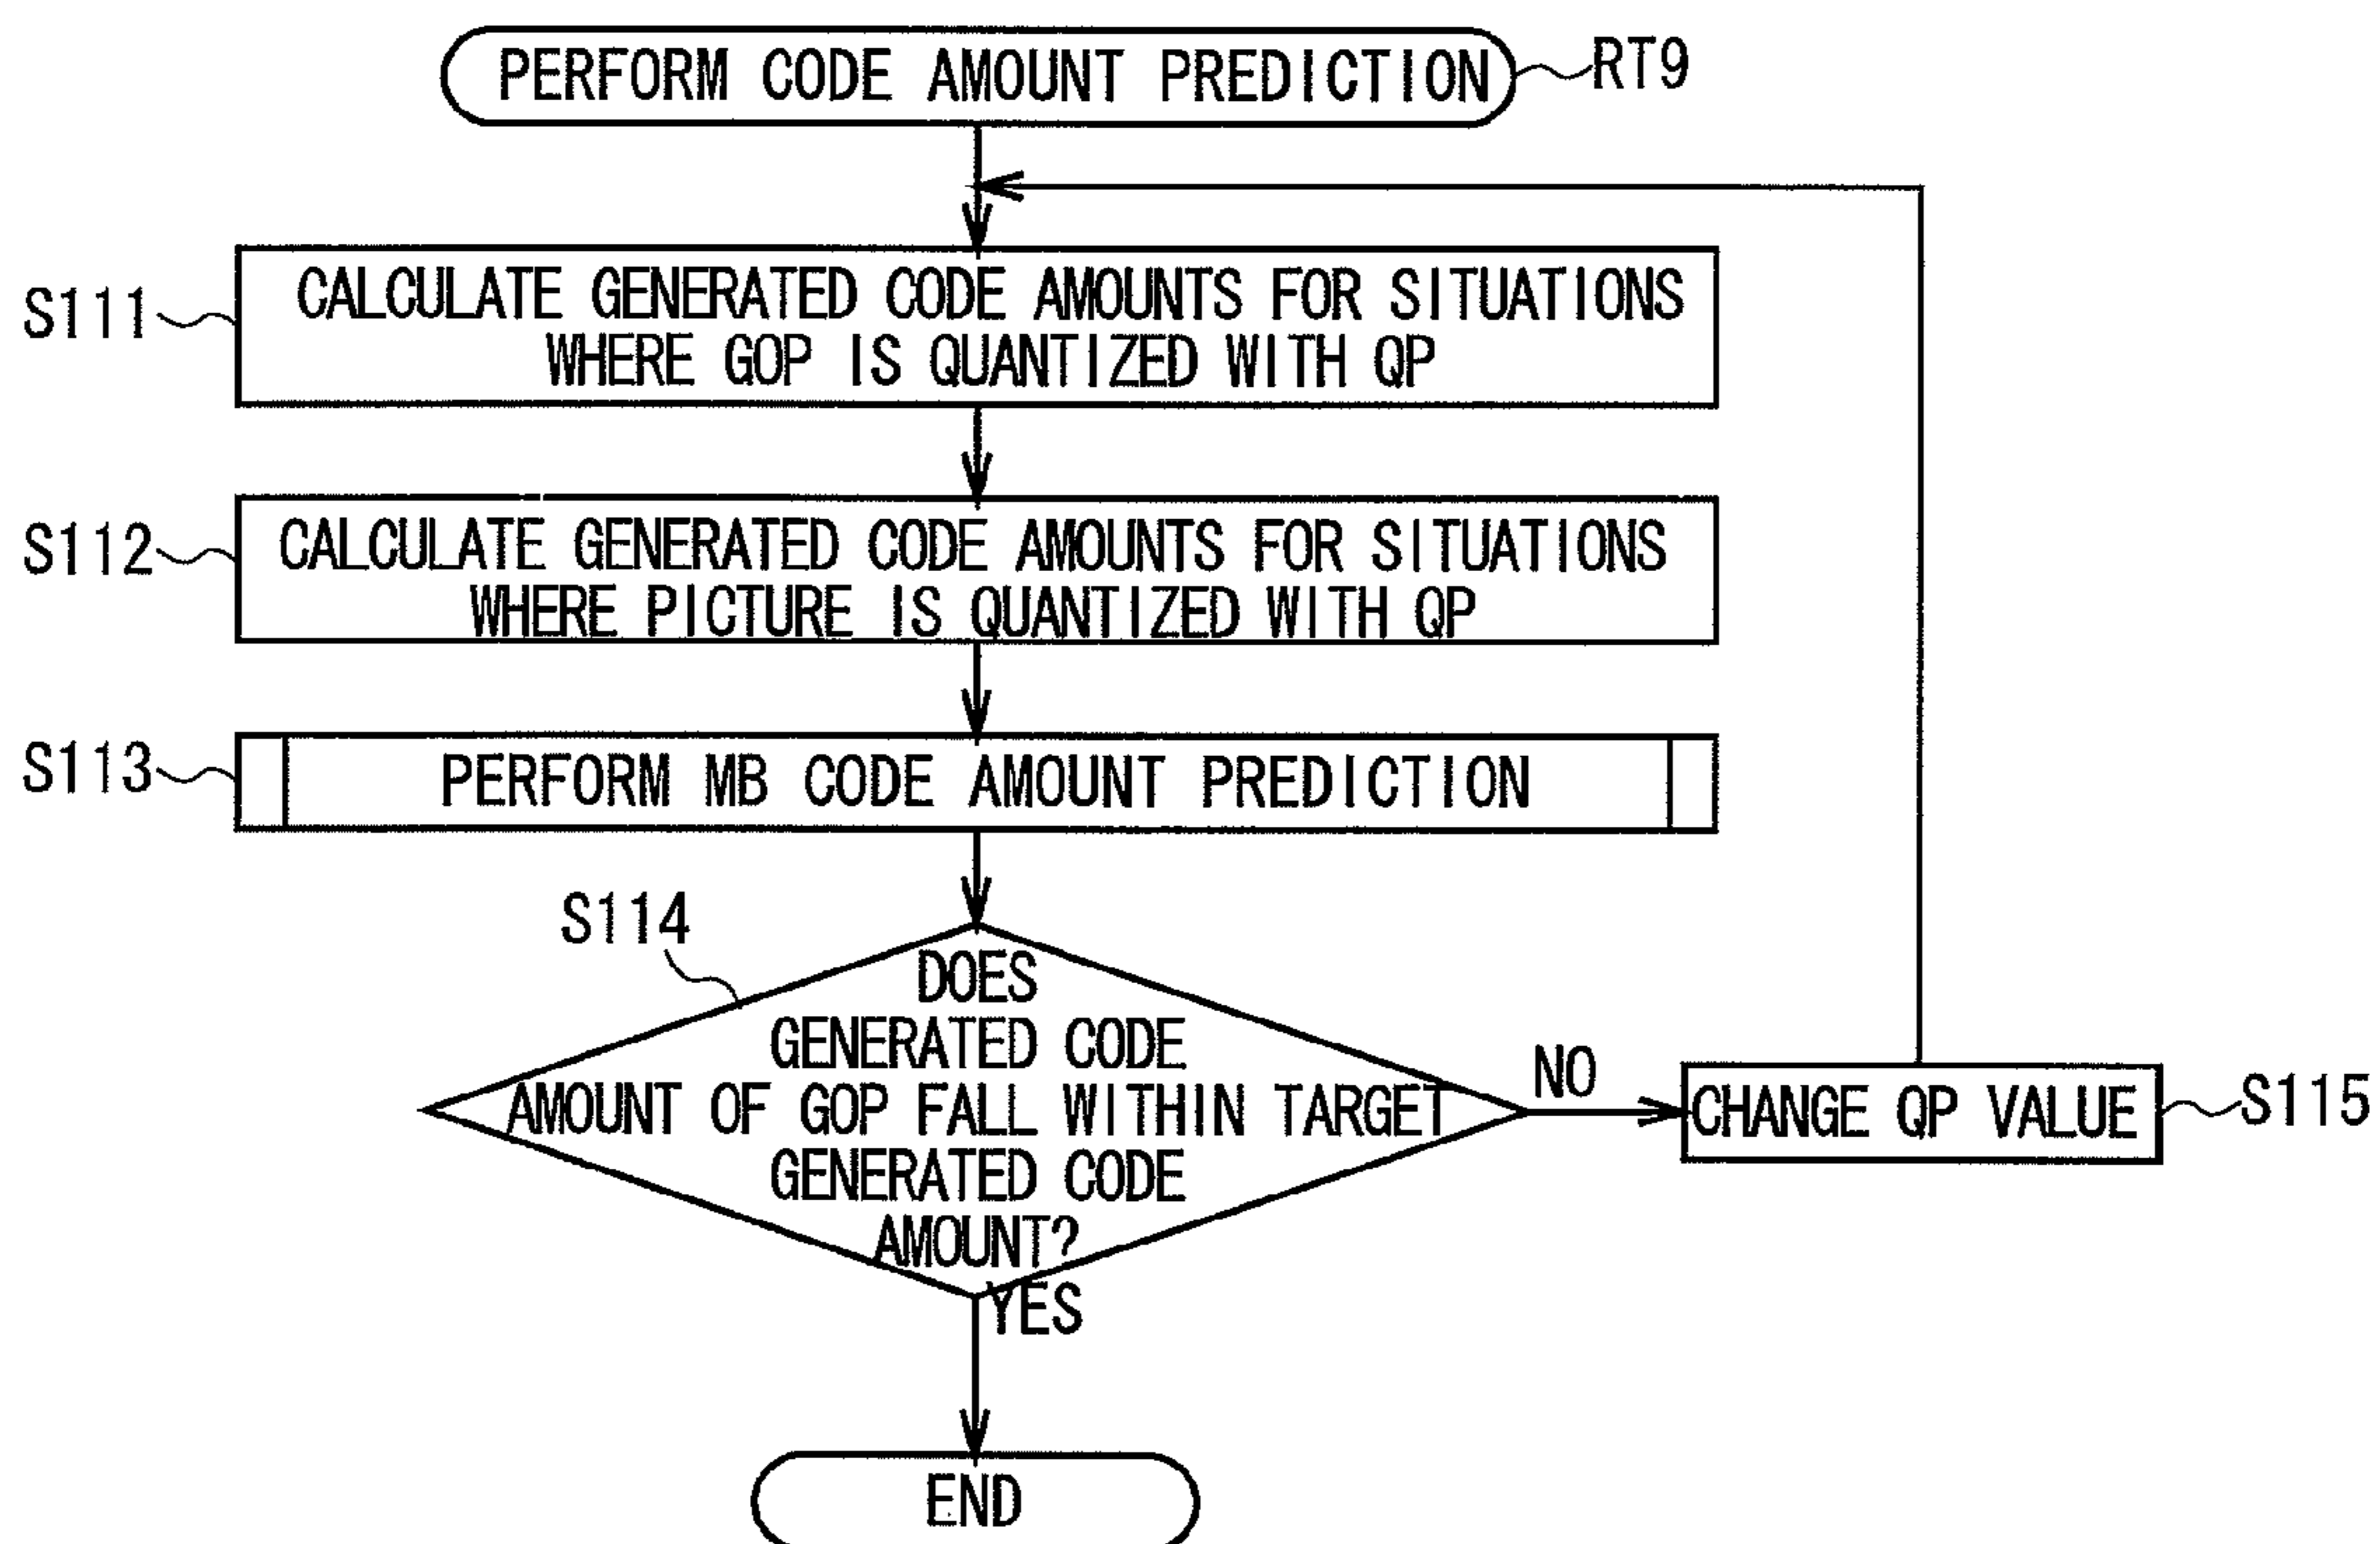 PERFORM CODE AMOUNT PREDICTION
RT9
S111
CALCULATE GENERATED CODE AMOUNTS FOR SITUATIONS
WHERE GOP IS QUANTIZED WITH QP
S112
CALCULATE GENERATED CODE AMOUNTS FOR SITUATIONS
WHERE PICTURE IS QUANTIZED WITH QP
S113
PERFORM MB CODE AMOUNT PREDICTION
S114
DOES
GENERATED CODE
AMOUNT OF GOP FALL WITHIN TARGET
GENERATED CODE
AMOUNT?
NO
CHANGE QP VALUE
S115
YES
END